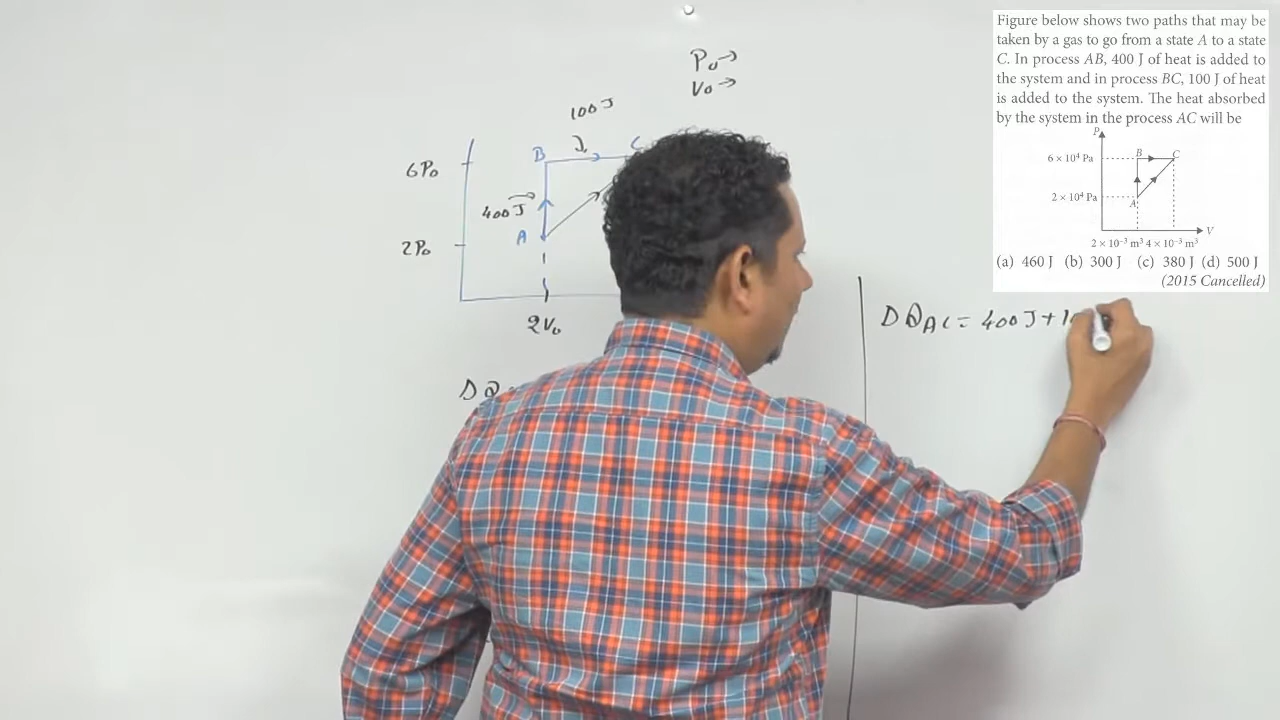 Figure below shows two paths that may be
taken by a gas to go from a state A to a state
C. In process AB, 400 J of heat is added to
the system and in process BC, 100 J of heat
is added to the system. The heat absorbed
by the system in the process AC will be
P
B C
6 × 10⁴ Pa
2 × 10⁴ Pa
A
V
2 × 10⁻³ m³ 4 × 10⁻³ m³
(a) 460 J (b) 300 J (c) 380 J (d) 500 J
(2015 Cancelled)
P₀→
V₀→
100 J
B C
6P₀
400 J
A
2P₀
2V₀
DQ
DQAC = 400 J +